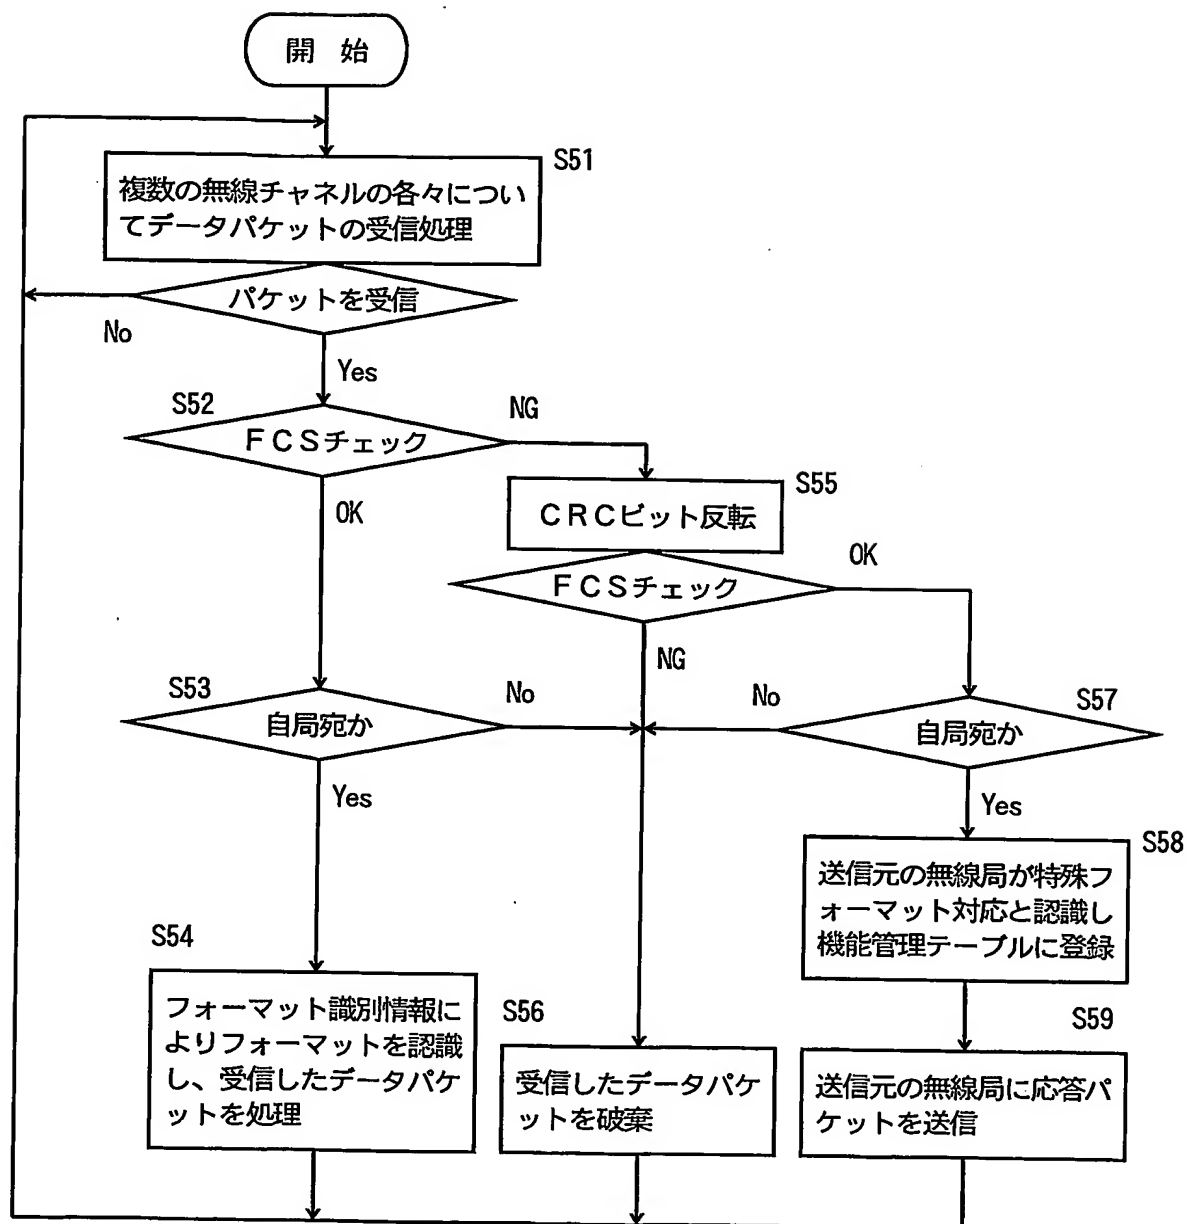 開 始
S51
複数の無線チャネルの各々につい
てデータパケットの受信処理
パケットを受信
No
Yes
S52
FCSチェック
NG
OK
S55
CRCビット反転
FCSチェック
OK
NG
S53
自局宛か
No
Yes
No
S57
自局宛か
Yes
S58
送信元の無線局が特殊フ
ォーマット対応と認識し
機能管理テーブルに登録
S54
フォーマット識別情報に
よりフォーマットを認識
し、受信したデータパケ
ットを処理
S56
受信したデータパケ
ットを破棄
S59
送信元の無線局に応答パ
ケットを送信